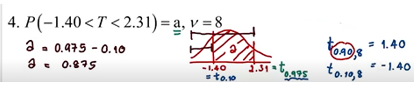 4. P(−1.40 < T < 2.31) = a, ν = 8
a = 0.975 − 0.10
a = 0.875
a
−1.40 2.31 = t0.975
= t0.10
t0.90,8 = 1.40
t0.10,8 = −1.40